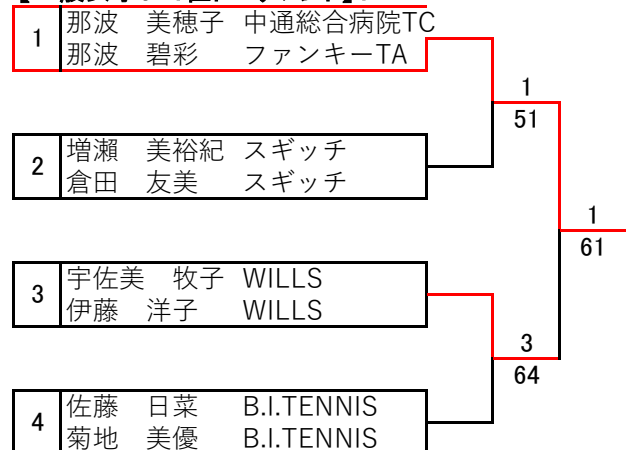 1
那波 美穂子 中通総合病院TC
那波 碧彩 ファンキーTA
1
51
2
増瀬 美裕紀 スギッチ
倉田 友美 スギッチ
1
61
3
宇佐美 牧子 WILLS
伊藤 洋子 WILLS
3
64
4
佐藤 日菜 B.I.TENNIS
菊地 美優 B.I.TENNIS